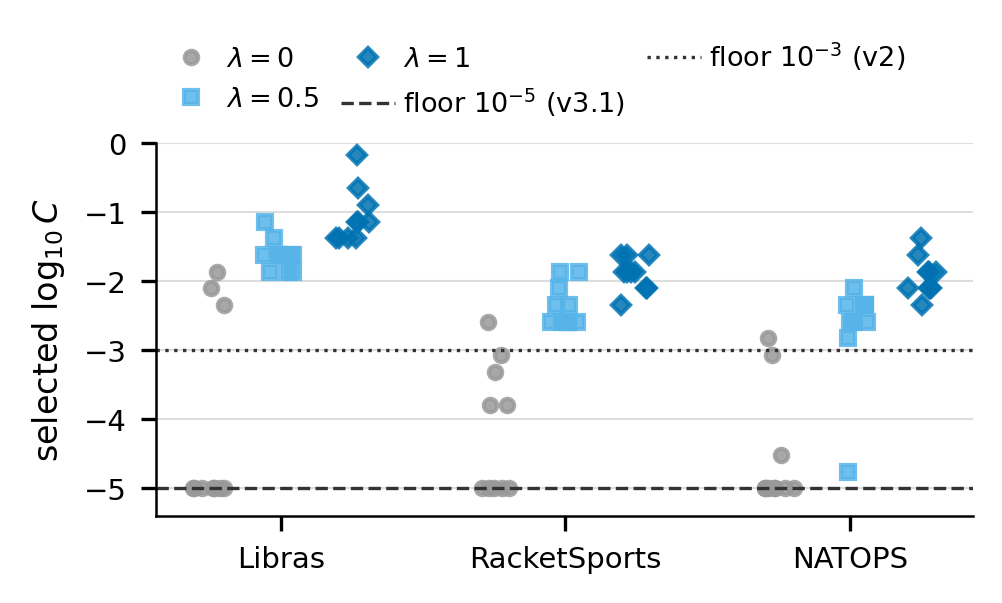 λ = 0
λ = 1
floor 10⁻³ (v2)
λ = 0.5
floor 10⁻⁵ (v3.1)
selected log₁₀ C
0
−1
−2
−3
−4
−5
Libras
RacketSports
NATOPS